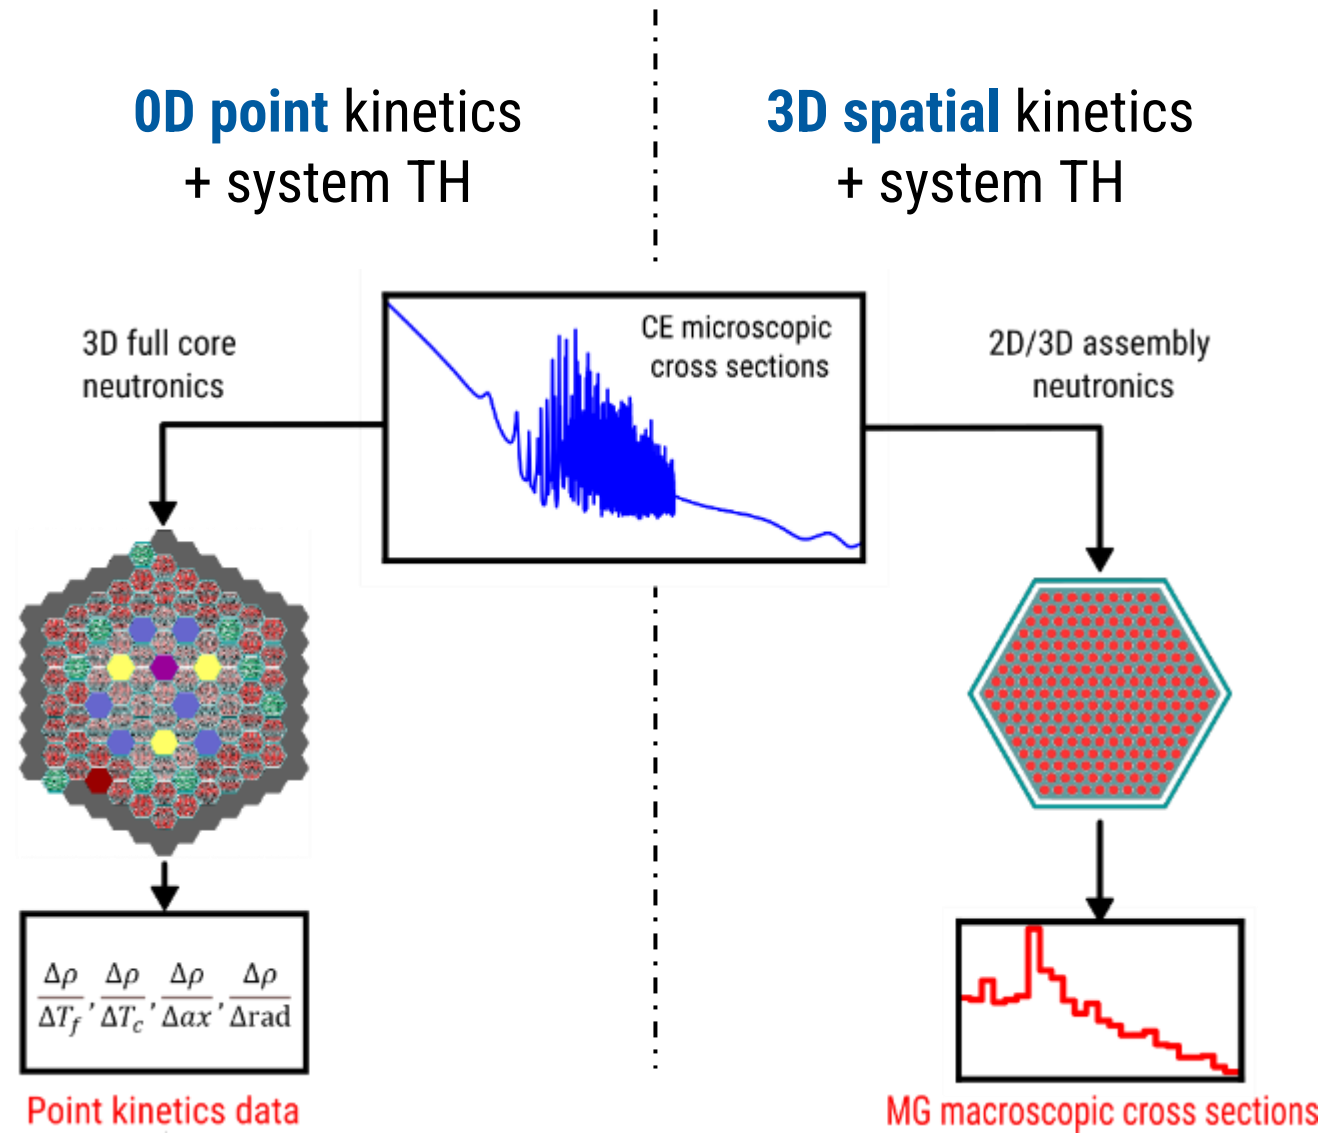 0D point kinetics
+ system TH
3D spatial kinetics
+ system TH
CE microscopic
cross sections
3D full core
neutronics
2D/3D assembly
neutronics
Δρ/ΔT_f, Δρ/ΔT_c, Δρ/Δax, Δρ/Δrad
Point kinetics data
MG macroscopic cross sections